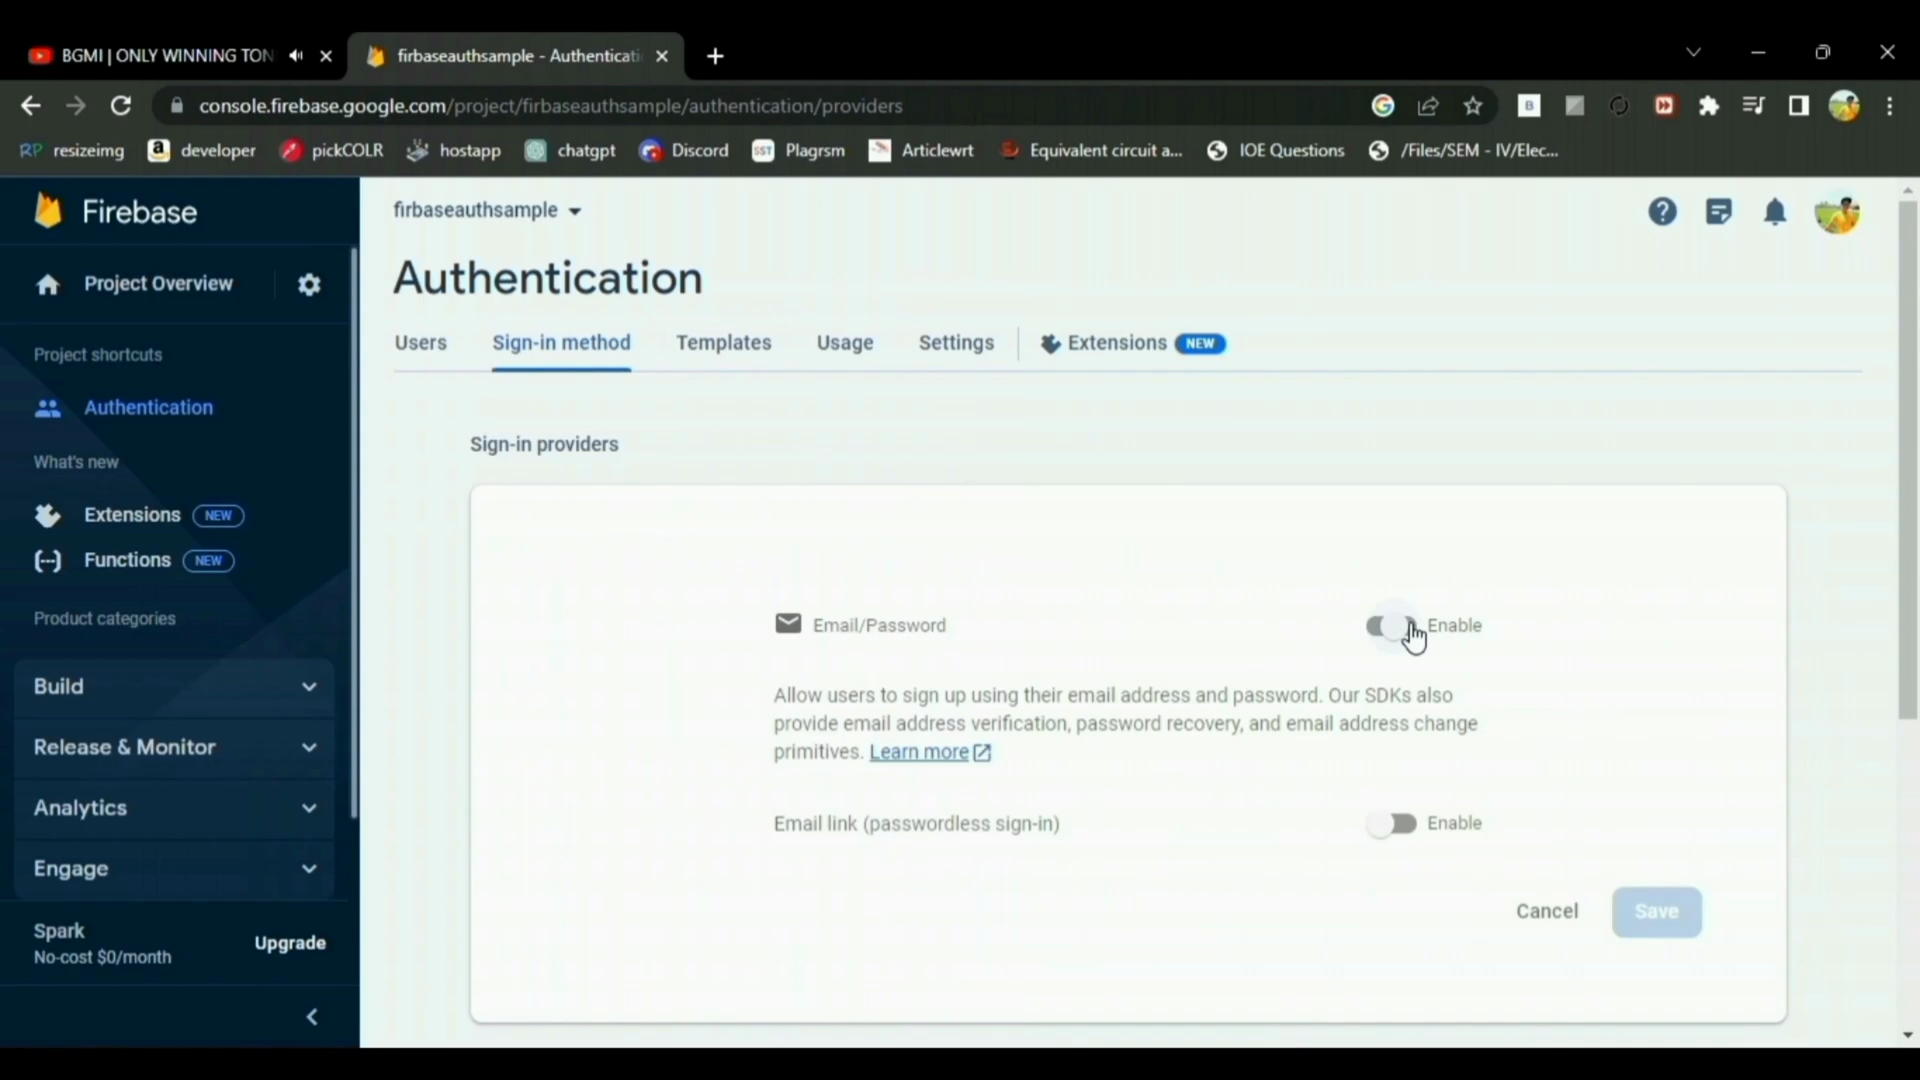 BGMI | ONLY WINNING TON
firbaseauthsample - Authenticati
console.firebase.google.com/project/firbaseauthsample/authentication/providers
RP resizeimg
developer
pickCOLR
hostapp
chatgpt
Discord
SST Plagrsm
Articlewrt
Equivalent circuit a...
IOE Questions
/Files/SEM - IV/Elec...
Firebase
firbaseauthsample
Authentication
Project Overview
Users
Sign-in method
Templates
Usage
Settings
Extensions NEW
Project shortcuts
Authentication
What's new
Extensions NEW
Functions NEW
Product categories
Build
Release & Monitor
Analytics
Engage
Spark
No-cost $0/month
Upgrade
Sign-in providers
Email/Password
Enable
Allow users to sign up using their email address and password. Our SDKs also
provide email address verification, password recovery, and email address change
primitives. Learn more
Email link (passwordless sign-in)
Enable
Cancel
Save